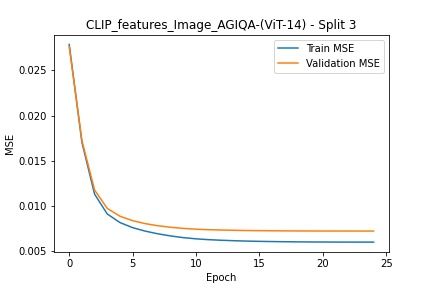 CLIP_features_Image_AGIQA-(ViT-14) - Split 3
Train MSE
Validation MSE
MSE
0.025
0.020
0.015
0.010
0.005
0
5
10
15
20
25
Epoch